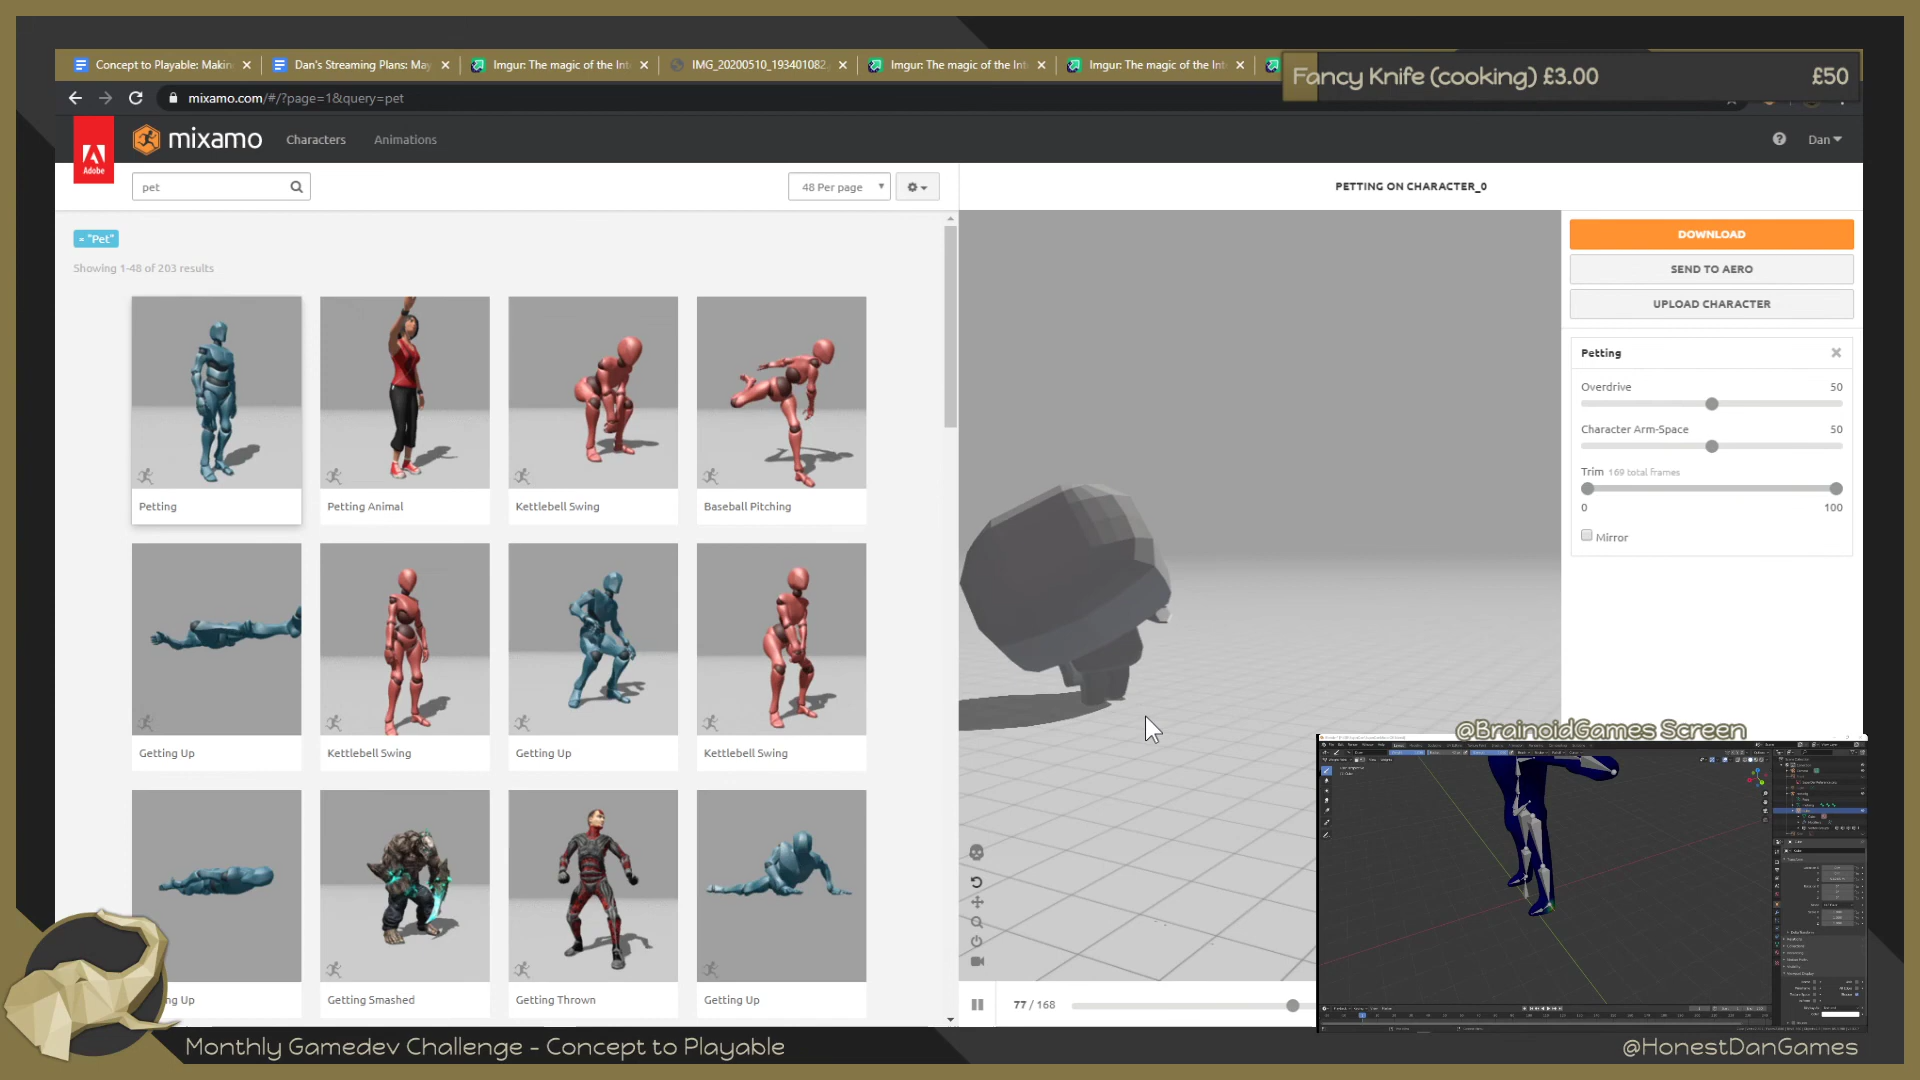 Concept to Playable: Makin
Dan's Streaming Plans: May
Imgur: The magic of the Int
IMG_20200510_193401082
Imgur: The magic of the Int
Imgur: The magic of the Int
Fancy Knife (cooking) £3.00
£50
mixamo.com/#/?page=1&query=pet
Adobe
mixamo
Characters
Animations
Dan
pet
48 Per page
PETTING ON CHARACTER_0
"Pet"
Showing 1-48 of 203 results
DOWNLOAD
SEND TO AERO
UPLOAD CHARACTER
Petting
Overdrive
50
Character Arm-Space
50
Trim 169 total frames
0
100
Mirror
Petting
Petting Animal
Kettlebell Swing
Baseball Pitching
Getting Up
Kettlebell Swing
Getting Up
Kettlebell Swing
ng Up
Getting Smashed
Getting Thrown
Getting Up
77 / 168
@BrainoidGames Screen
Monthly Gamedev Challenge - Concept to Playable
@HonestDanGames